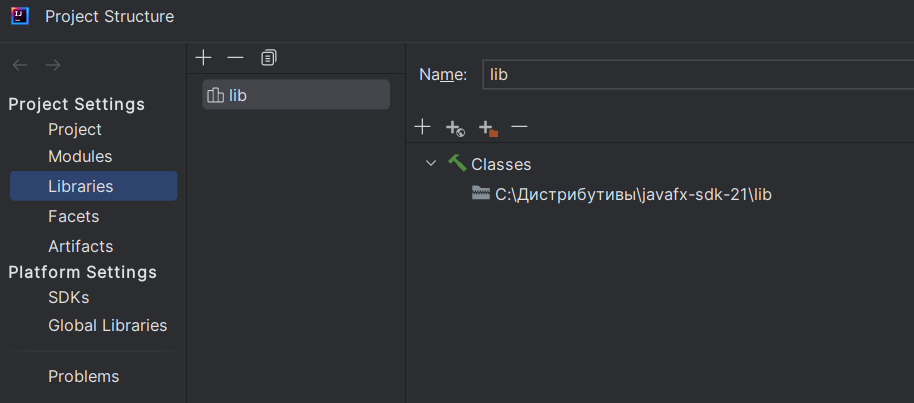 Project Structure
Name: lib
lib
Project Settings
Project
Modules
Libraries
Facets
Artifacts
Platform Settings
SDKs
Global Libraries
Problems
Classes
C:\Дистрибутивы\javafx-sdk-21\lib